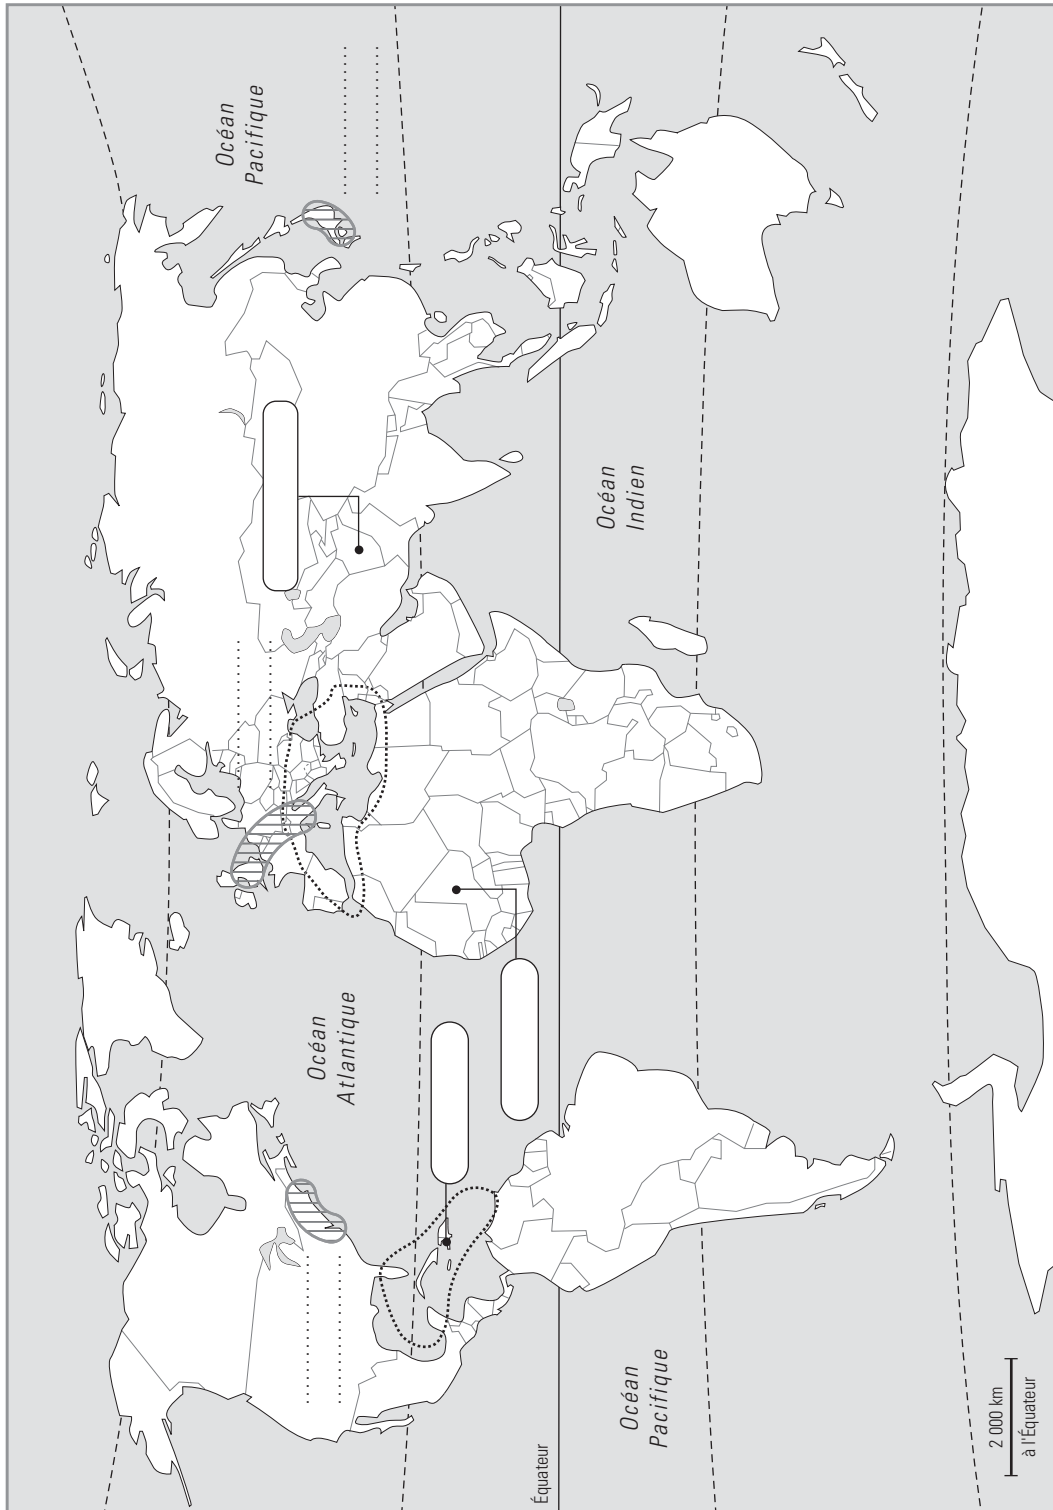 Océan
Pacifique
Océan
Atlantique
Océan
Indien
Équateur
Océan
Pacifique
2 000 km
à l'Équateur